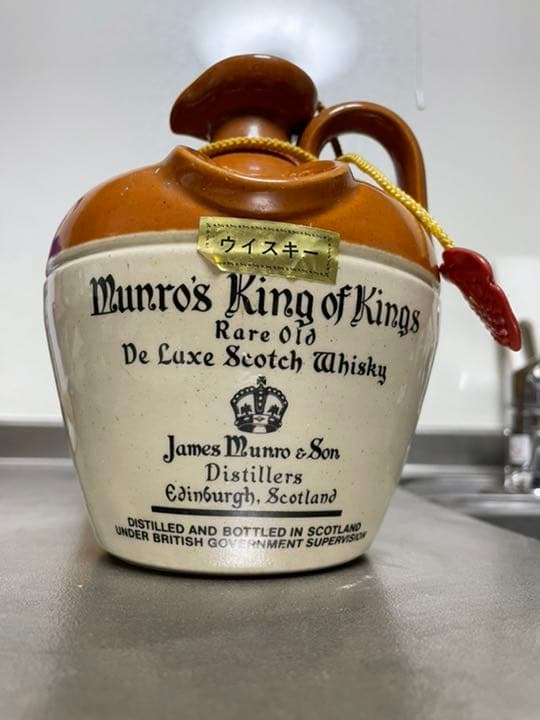 ウイスキー
Munro's King of Kings
Rare Old
De Luxe Scotch Whisky
James Munro & Son
Distillers
Edinburgh, Scotland
DISTILLED AND BOTTLED IN SCOTLAND
UNDER BRITISH GOVERNMENT SUPERVISION